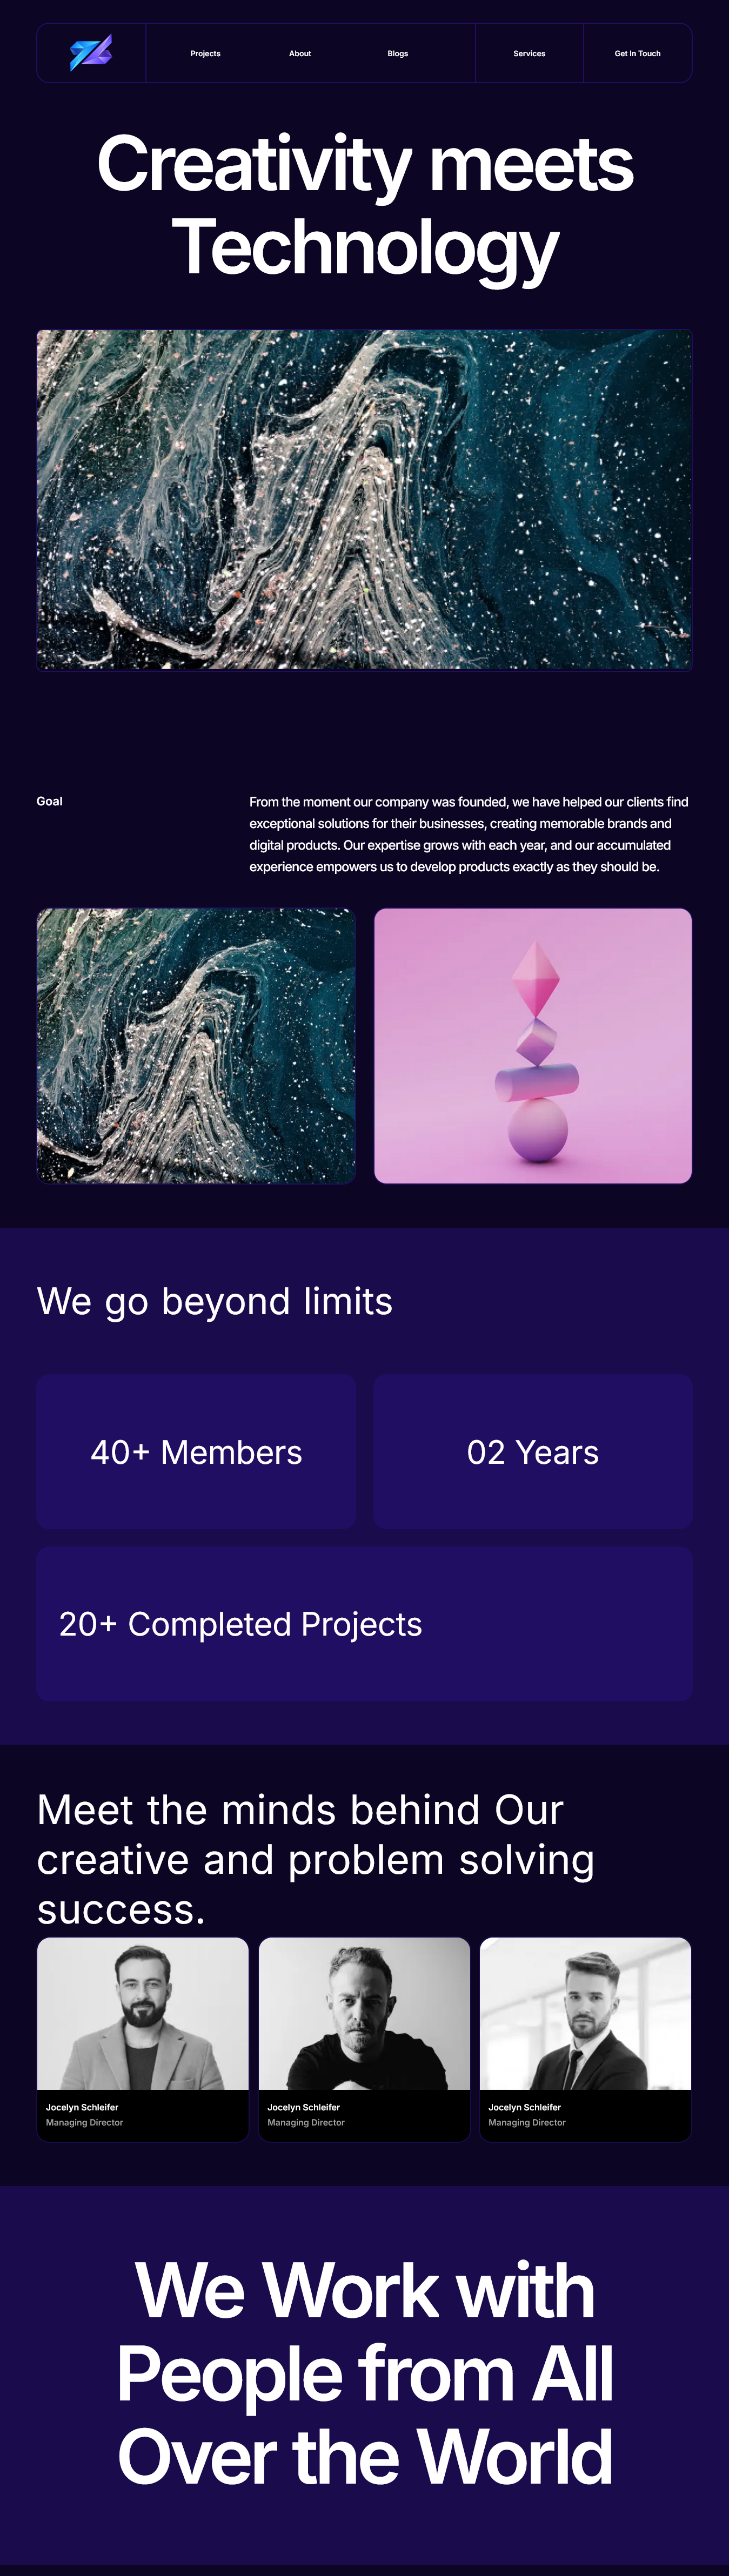 Projects
About
Blogs
Services
Get In Touch
Creativity meets
Technology
Goal
From the moment our company was founded, we have helped our clients find
exceptional solutions for their businesses, creating memorable brands and
digital products. Our expertise grows with each year, and our accumulated
experience empowers us to develop products exactly as they should be.
We go beyond limits
40+ Members
02 Years
20+ Completed Projects
Meet the minds behind Our
creative and problem solving
success.
Jocelyn Schleifer
Managing Director
Jocelyn Schleifer
Managing Director
Jocelyn Schleifer
Managing Director
We Work with
People from All
Over the World